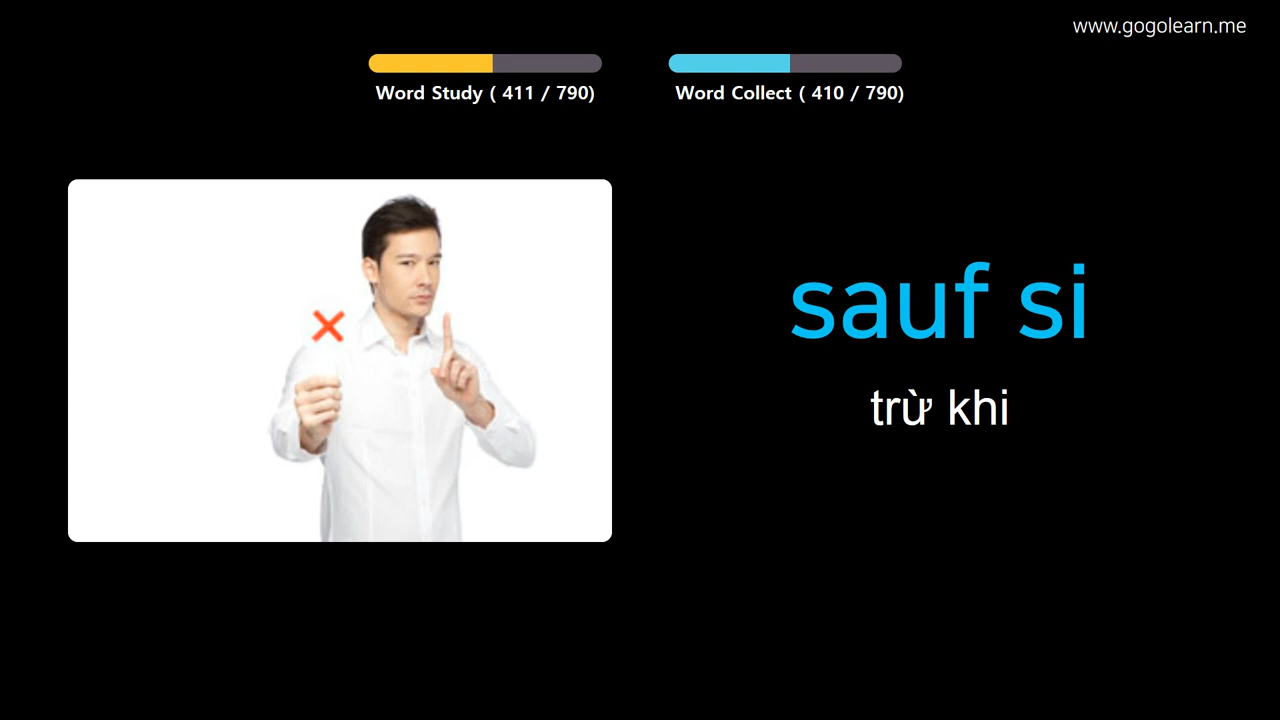 www.gogolearn.me
Word Study ( 411 / 790)
Word Collect ( 410 / 790)
sauf si
trừ khi